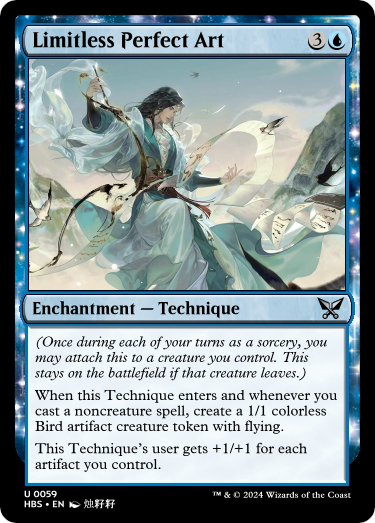 Limitless Perfect Art 3
Enchantment — Technique
(Once during each of your turns as a sorcery, you
may attach this to a creature you control. This
stays on the battlefield if that creature leaves.)
When this Technique enters and whenever you
cast a noncreature spell, create a 1/1 colorless
Bird artifact creature token with flying.
This Technique's user gets +1/+1 for each
artifact you control.
U 0059
HBS • EN 烛籽籽
™ & © 2024 Wizards of the Coast